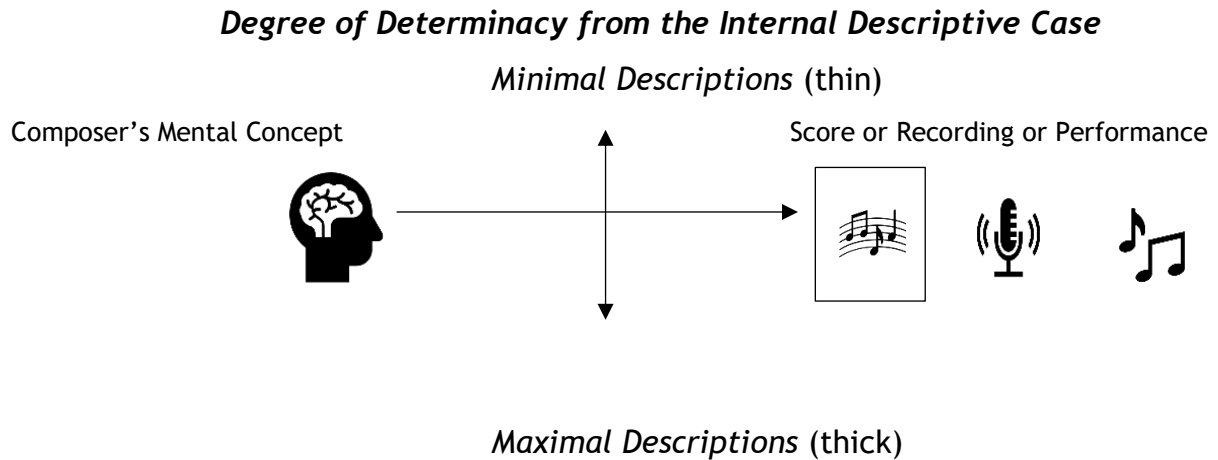 Degree of Determinacy from the Internal Descriptive Case
Minimal Descriptions (thin)
Composer’s Mental Concept
Score or Recording or Performance
Maximal Descriptions (thick)